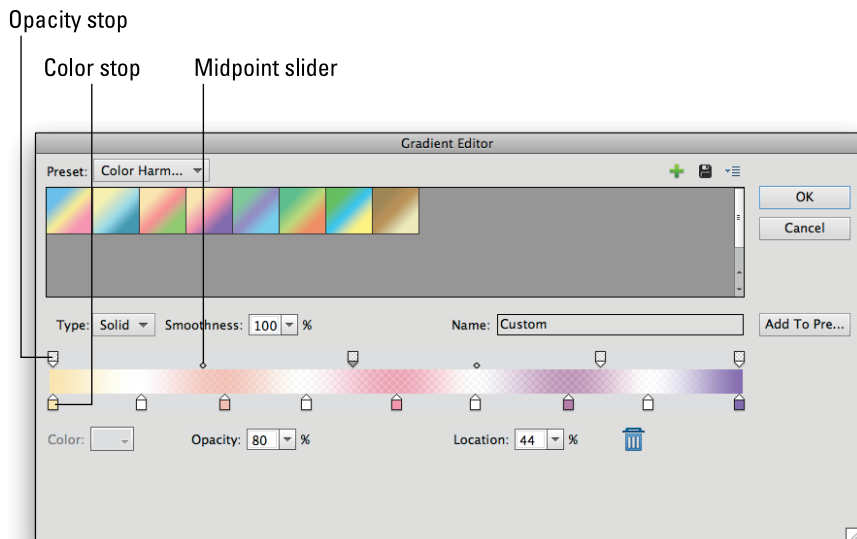 Opacity stop
Color stop
Midpoint slider
Gradient Editor
Preset: Color Harm...
OK
Cancel
Type: Solid Smoothness: 100 % Name: Custom Add To Pre...
Color: Opacity: 80 % Location: 44 %